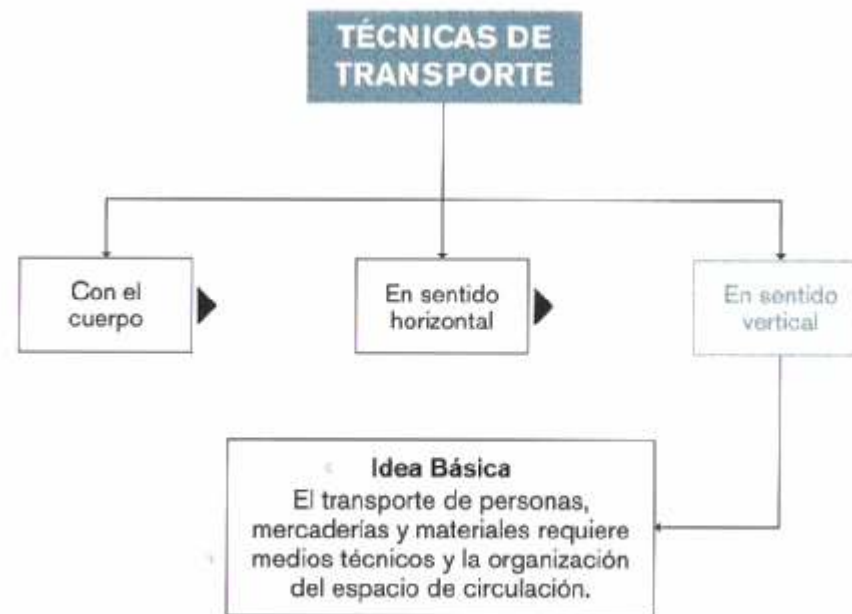 TÉCNICAS DE
TRANSPORTE
Con el
cuerpo
En sentido
horizontal
En sentido
vertical
Idea Básica
El transporte de personas,
mercaderías y materiales requiere
medios técnicos y la organización
del espacio de circulación.